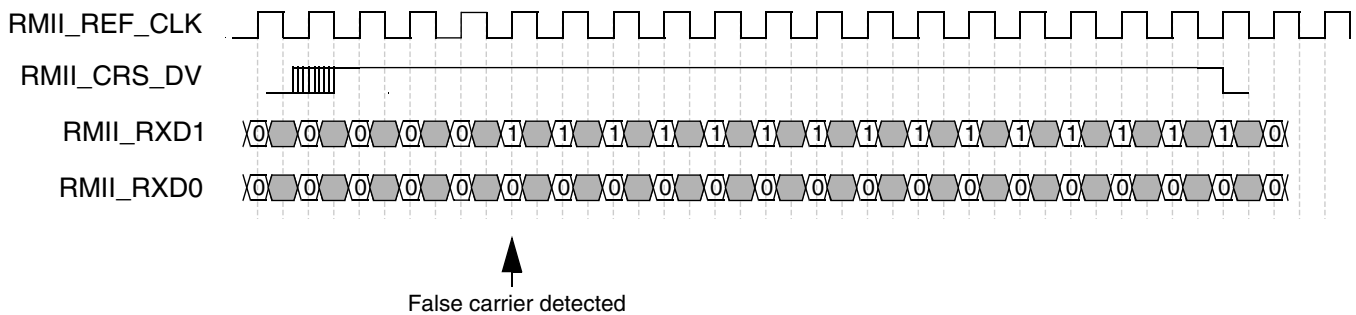 RMII_REF_CLK
RMII_CRS_DV
RMII_RXD1 0 0 0 0 0 1 1 1 1 1 1 1 1 1 1 1 1 1 1 1 0
RMII_RXD0 0 0 0 0 0 0 0 0 0 0 0 0 0 0 0 0 0 0 0 0 0
False carrier detected